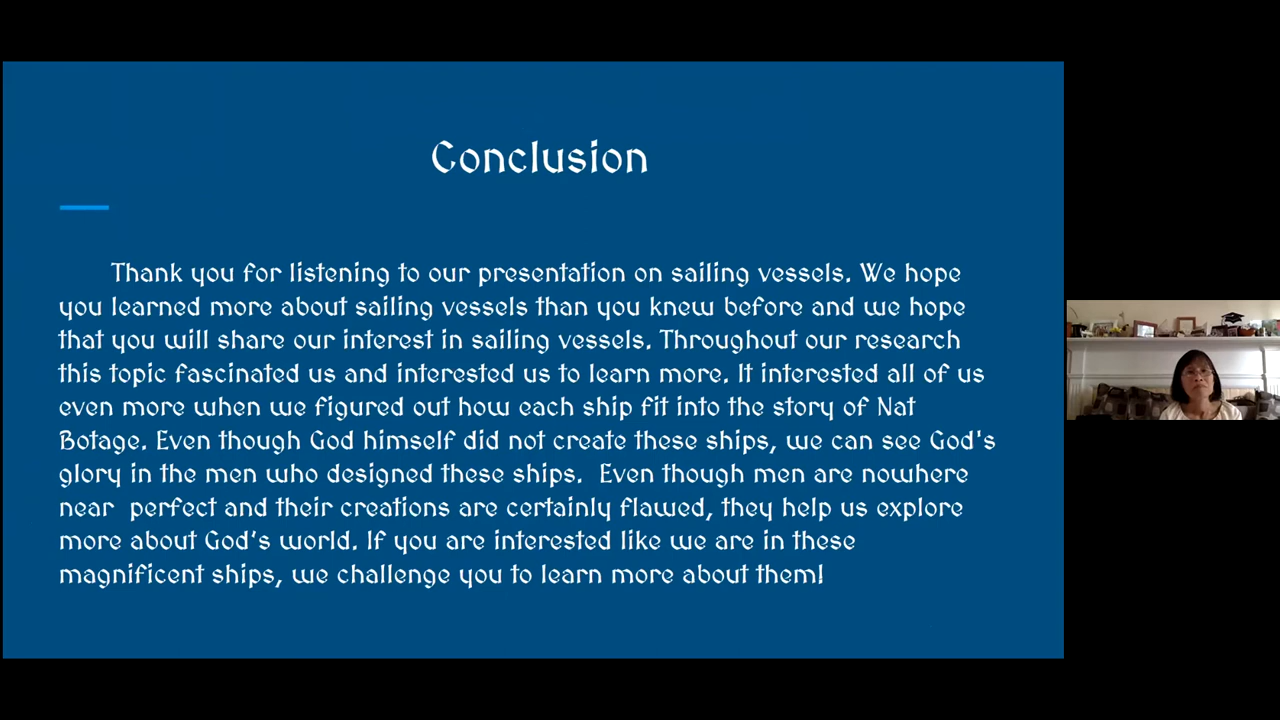 Conclusion
Thank you for listening to our presentation on sailing vessels. We hope
you learned more about sailing vessels than you knew before and we hope
that you will share our interest in sailing vessels. Throughout our research
this topic fascinated us and interested us to learn more. It interested all of us
even more when we figured out how each ship fit into the story of Nat
Botage. Even though God himself did not create these ships, we can see God's
glory in the men who designed these ships.  Even though men are nowhere
near  perfect and their creations are certainly flawed, they help us explore
more about God's world. If you are interested like we are in these
magnificent ships, we challenge you to learn more about them!